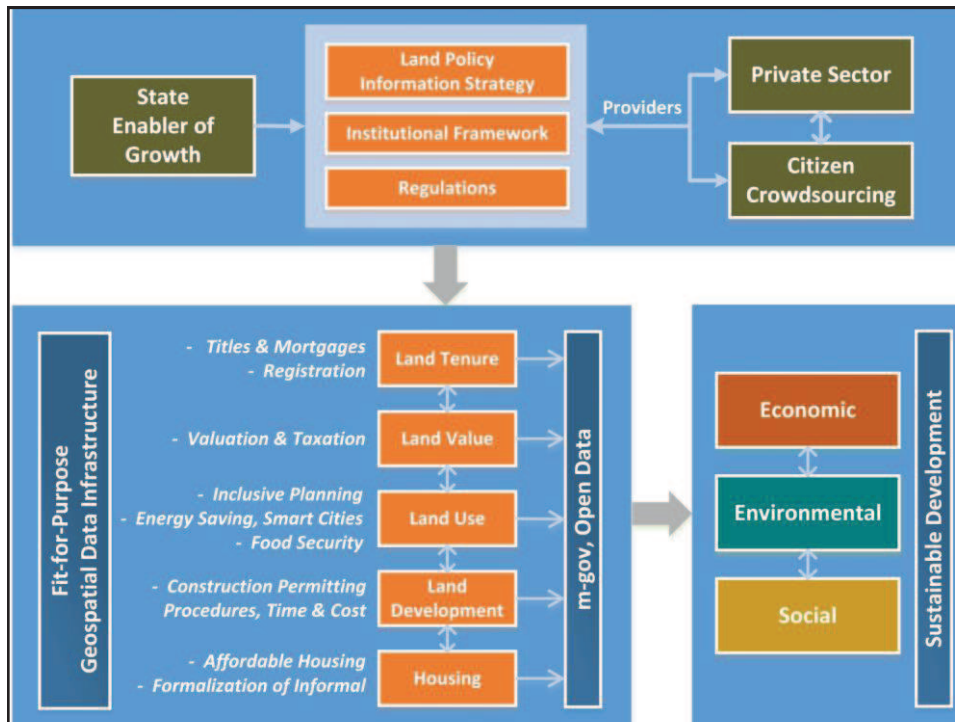 State
Enabler of
Growth
Land Policy
Information Strategy
Institutional Framework
Regulations
Providers
Private Sector
Citizen
Crowdsourcing
Fit-for-Purpose
Geospatial Data Infrastructure
- Titles & Mortgages
- Registration
Land Tenure
- Valuation & Taxation
Land Value
- Inclusive Planning
- Energy Saving, Smart Cities
- Food Security
Land Use
- Construction Permitting
Procedures, Time & Cost
Land
Development
- Affordable Housing
- Formalization of Informal
Housing
m-gov, Open Data
Economic
Environmental
Social
Sustainable Development